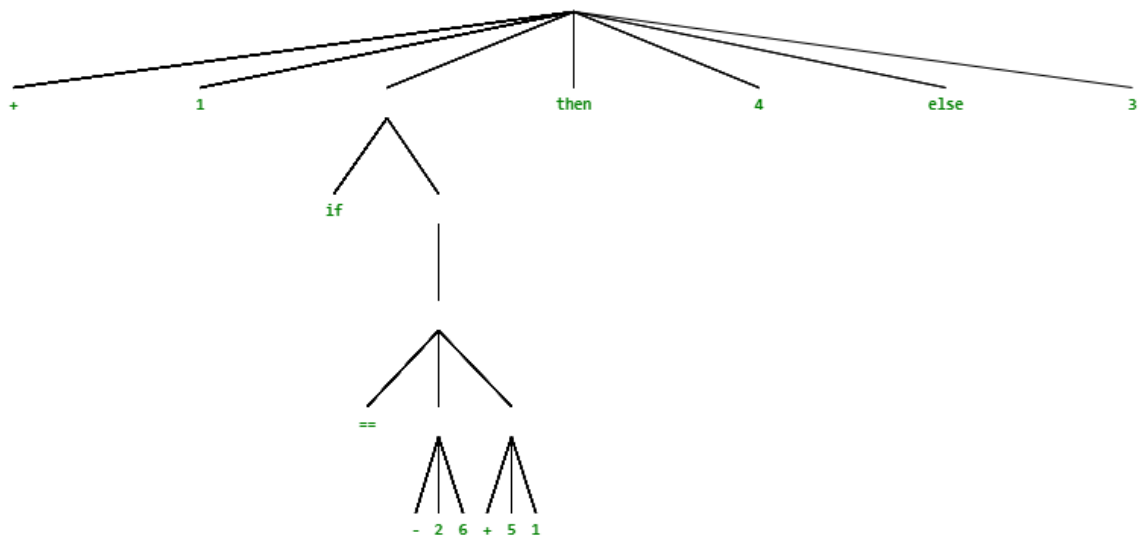 + 1 then 4 else 3
if
==
- 2 6 + 5 1